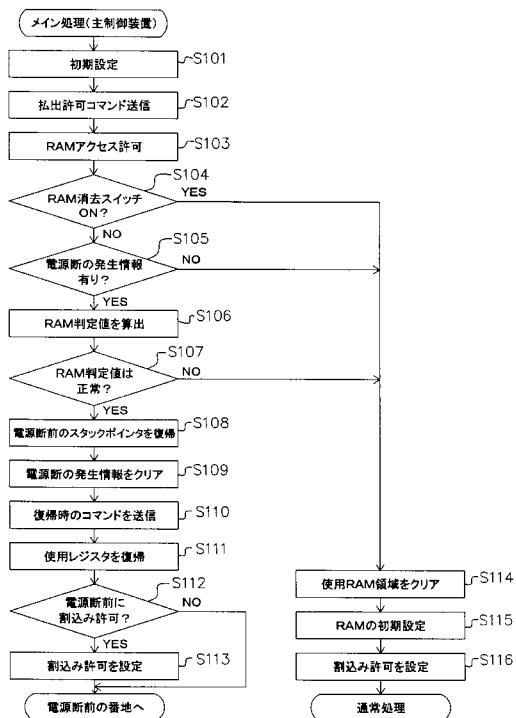 メイン処理(主制御装置)
初期設定
S101
払出許可コマンド送信
S102
RAMアクセス許可
S103
RAM消去スイッチ
ON?
S104
YES
NO
電源断の発生情報
有り?
S105
NO
YES
RAM判定値を算出
S106
RAM判定値は
正常?
S107
NO
YES
電源断前のスタックポインタを復帰
S108
電源断の発生情報をクリア
S109
復帰時のコマンドを送信
S110
使用レジスタを復帰
S111
電源断前に
割込み許可?
S112
NO
YES
割込み許可を設定
S113
電源断前の番地へ
使用RAM領域をクリア
S114
RAMの初期設定
S115
割込み許可を設定
S116
通常処理